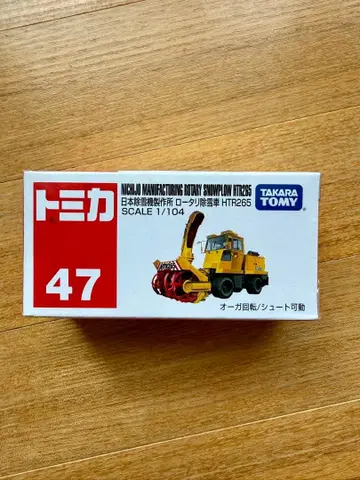 トミカ
47
NICHIJO MANUFACTURING ROTARY SNOWPLOW HTR265
日本除雪機製作所 ロータリ除雪車 HTR265
SCALE 1/104
TAKARA
TOMY
オーガ回転/シュート可動